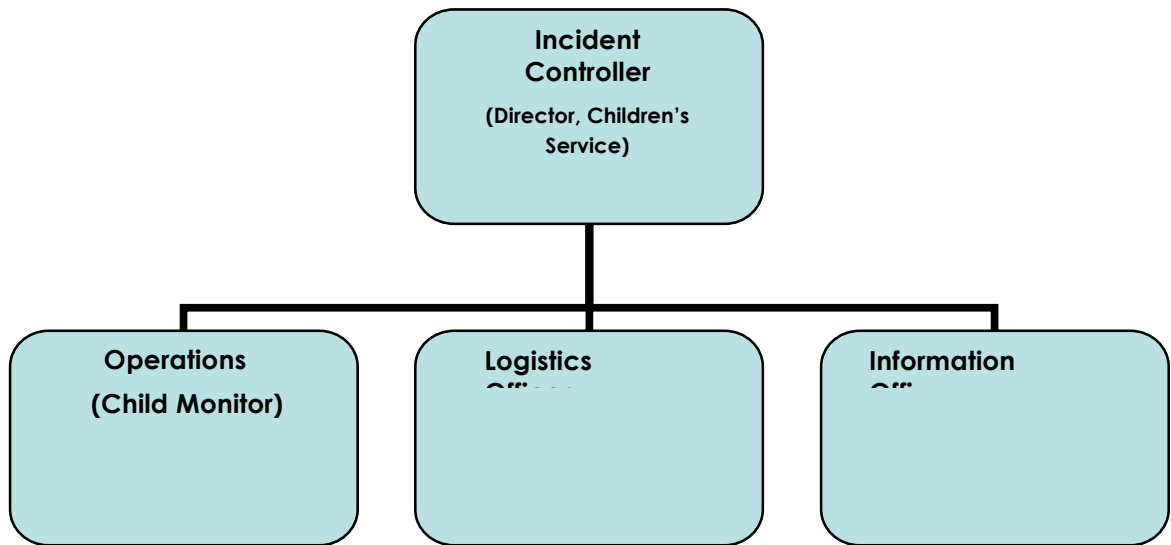 Incident
Controller
(Director, Children's
Service)
Operations
(Child Monitor)
Logistics
Information